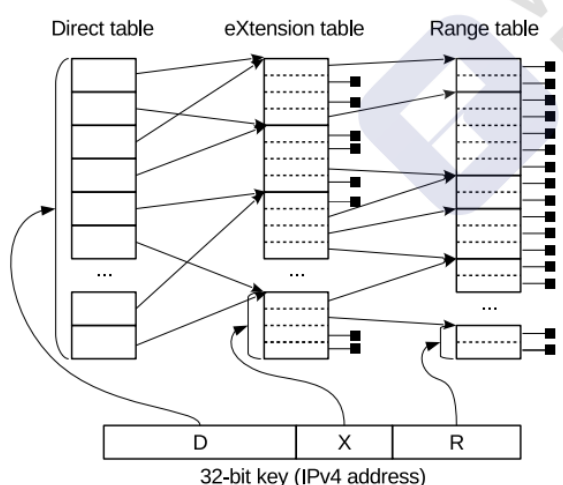 Direct table eXtension table Range table
... ... ...
D X R
32-bit key (IPv4 address)